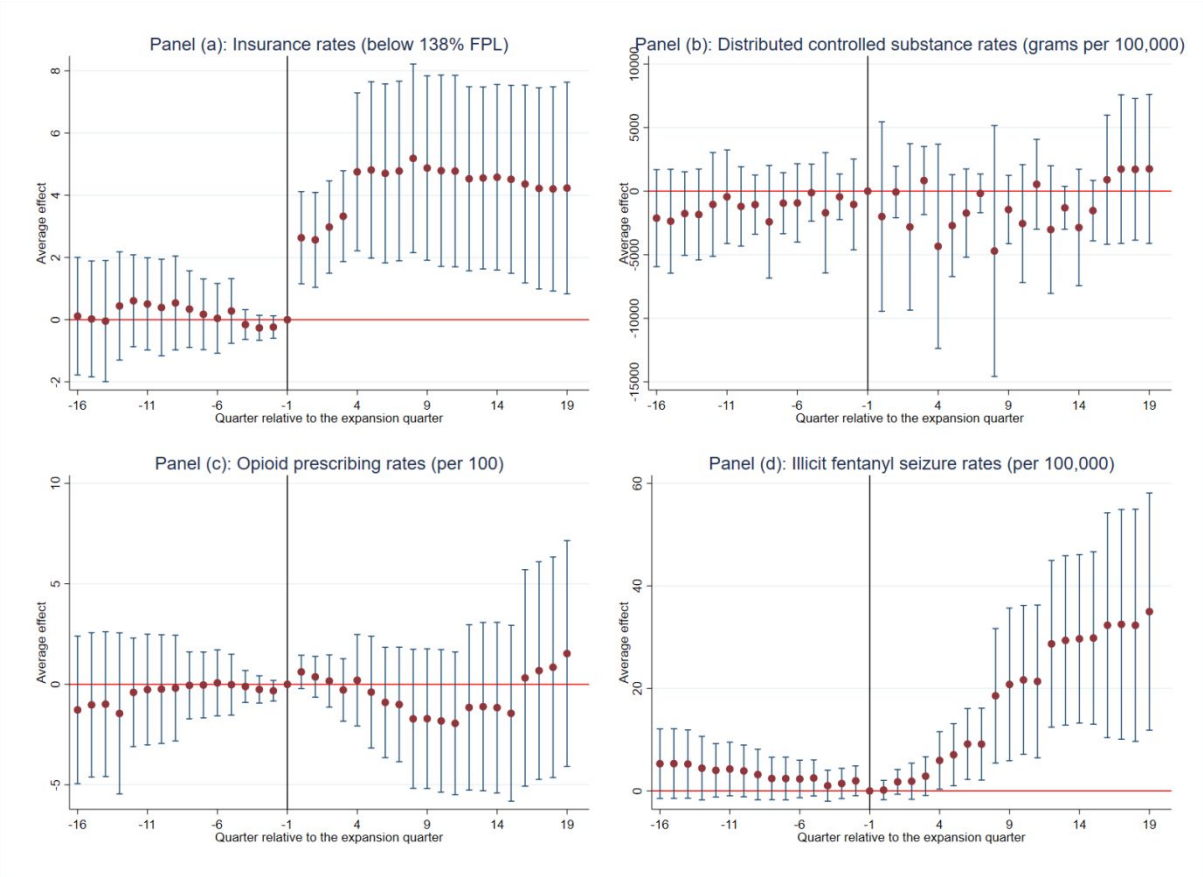 Panel (a): Insurance rates (below 138% FPL)
8
6
4
2
0
-2
Average effect
-16 -11 -6 -1 4 9 14 19
Quarter relative to the expansion quarter
Panel (b): Distributed controlled substance rates (grams per 100,000)
10000
5000
0
-5000
-10000
-15000
Average effect
-16 -11 -6 -1 4 9 14 19
Quarter relative to the expansion quarter
Panel (c): Opioid prescribing rates (per 100)
10
5
0
-5
Average effect
-16 -11 -6 -1 4 9 14 19
Quarter relative to the expansion quarter
Panel (d): Illicit fentanyl seizure rates (per 100,000)
60
40
20
0
Average effect
-16 -11 -6 -1 4 9 14 19
Quarter relative to the expansion quarter